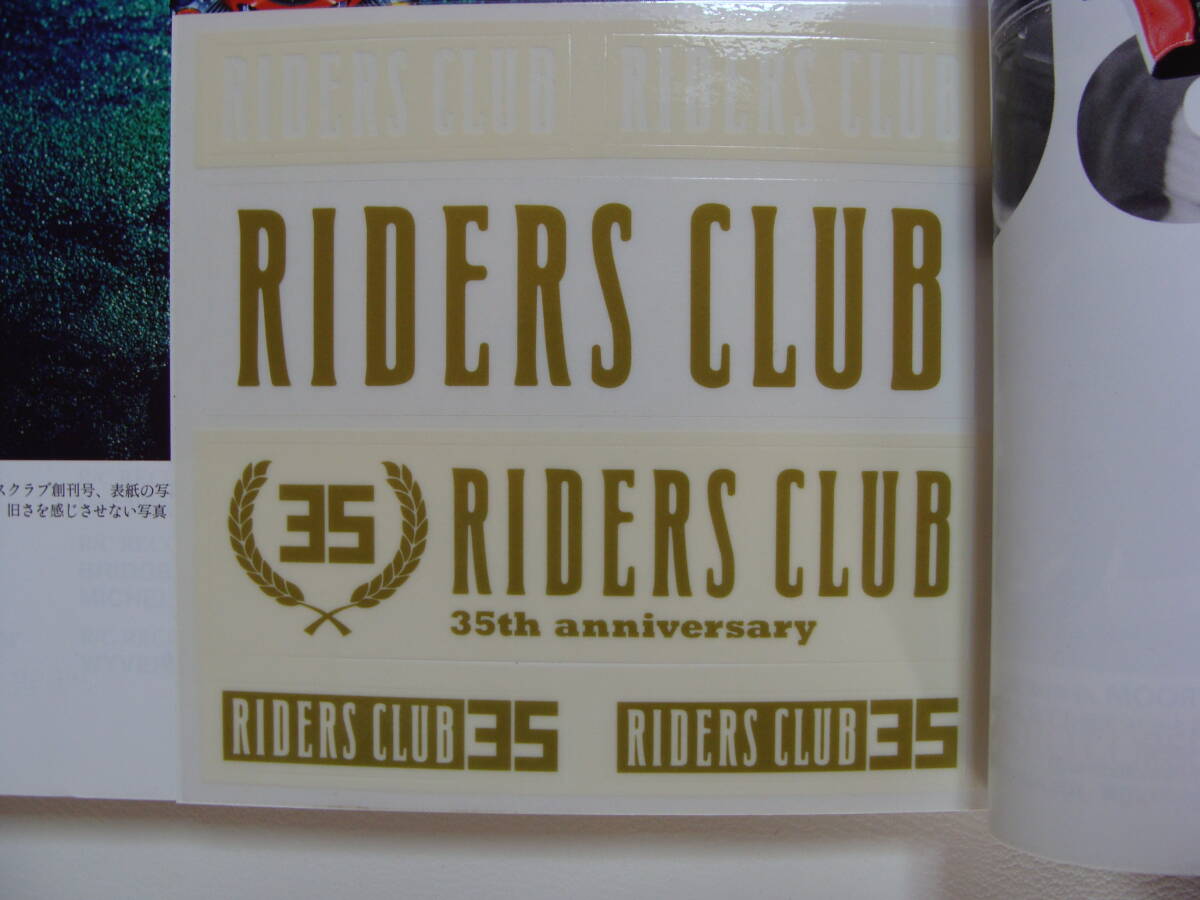 RIDERS CLUB RIDERS CLUB
RIDERS CLUB
35 RIDERS CLUB
35th anniversary
RIDERS CLUB 35 RIDERS CLUB 35
スクラブ創刊号、表紙の写
旧さを感じさせない写真